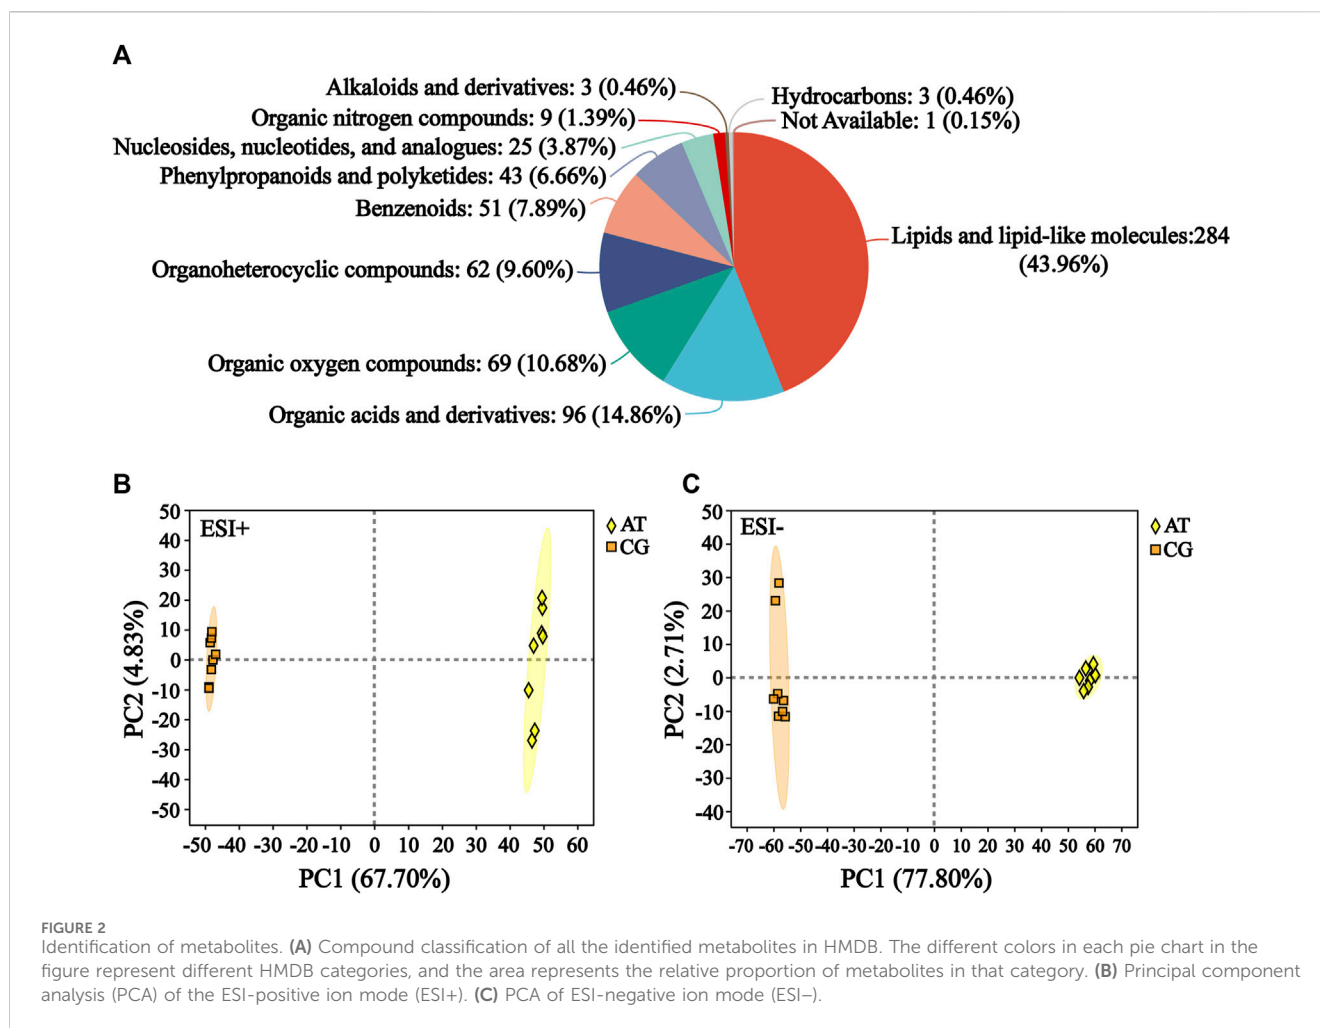 A
Alkaloids and derivatives: 3 (0.46%)
Hydrocarbons: 3 (0.46%)
Organic nitrogen compounds: 9 (1.39%)
Not Available: 1 (0.15%)
Nucleosides, nucleotides, and analogues: 25 (3.87%)
Phenylpropanoids and polyketides: 43 (6.66%)
Benzenoids: 51 (7.89%)
Lipids and lipid-like molecules:284
(43.96%)
Organoheterocyclic compounds: 62 (9.60%)
Organic oxygen compounds: 69 (10.68%)
Organic acids and derivatives: 96 (14.86%)
B
ESI+
AT
CG
PC2 (4.83%)
50
40
30
20
10
0
-10
-20
-30
-40
-50
-50 -40 -30 -20 -10 0 10 20 30 40 50 60
PC1 (67.70%)
C
ESI-
AT
CG
PC2 (2.71%)
50
40
30
20
10
0
-10
-20
-30
-40
-70 -60 -50 -40 -30 -20 -10 0 10 20 30 40 50 60 70
PC1 (77.80%)
FIGURE 2
Identification of metabolites. (A) Compound classification of all the identified metabolites in HMDB. The different colors in each pie chart in the
figure represent different HMDB categories, and the area represents the relative proportion of metabolites in that category. (B) Principal component
analysis (PCA) of the ESI-positive ion mode (ESI+). (C) PCA of ESI-negative ion mode (ESI−).